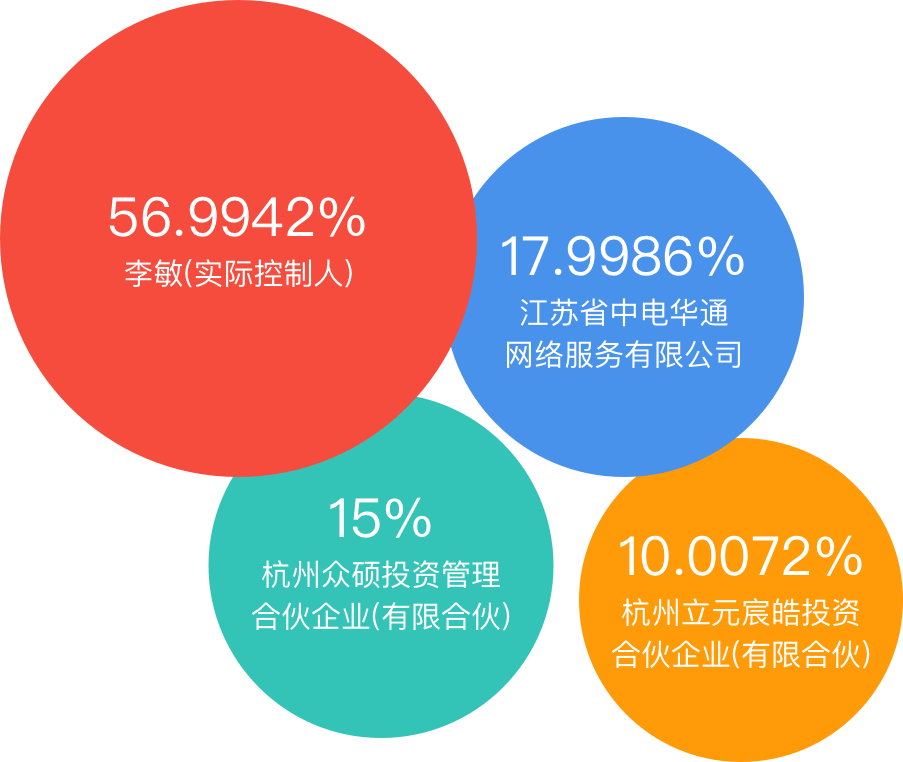 56.9942%
李敏(实际控制人)
17.9986%
江苏省中电华通
网络服务有限公司
15%
杭州众硕投资管理
合伙企业(有限合伙)
10.0072%
杭州立元宸皓投资
合伙企业(有限合伙)